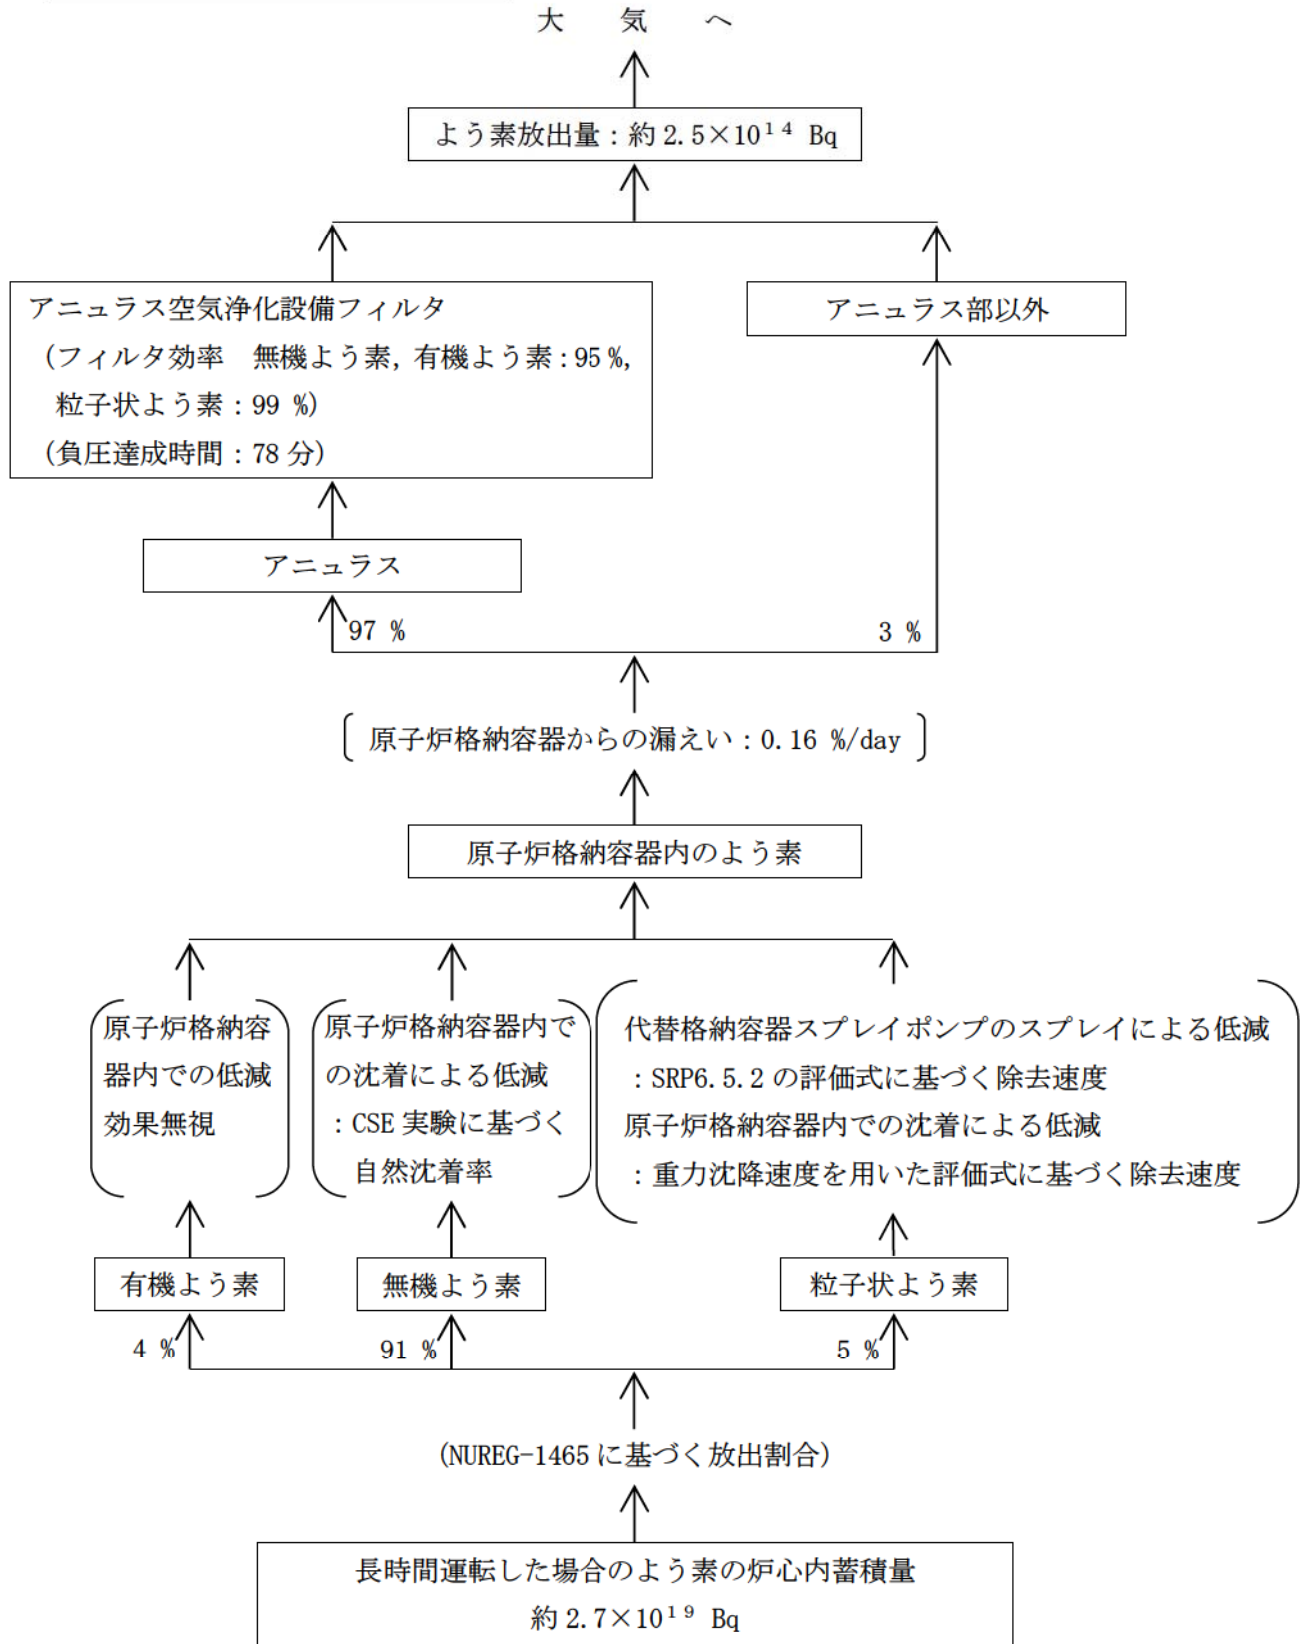 大　気　へ
よう素放出量：約 2.5×10¹⁴ Bq
アニュラス空気浄化設備フィルタ
(フィルタ効率　無機よう素, 有機よう素：95 %,
粒子状よう素：99 %)
(負圧達成時間：78 分)
アニュラス部以外
アニュラス
97 %
3 %
原子炉格納容器からの漏えい：0.16 %/day
原子炉格納容器内のよう素
原子炉格納容
器内での低減
効果無視
原子炉格納容器内で
の沈着による低減
：CSE 実験に基づく
自然沈着率
代替格納容器スプレイポンプのスプレイによる低減
：SRP6.5.2 の評価式に基づく除去速度
原子炉格納容器内での沈着による低減
：重力沈降速度を用いた評価式に基づく除去速度
有機よう素
無機よう素
粒子状よう素
4 %
91 %
5 %
(NUREG-1465 に基づく放出割合)
長時間運転した場合のよう素の炉心内蓄積量
約 2.7×10¹⁹ Bq